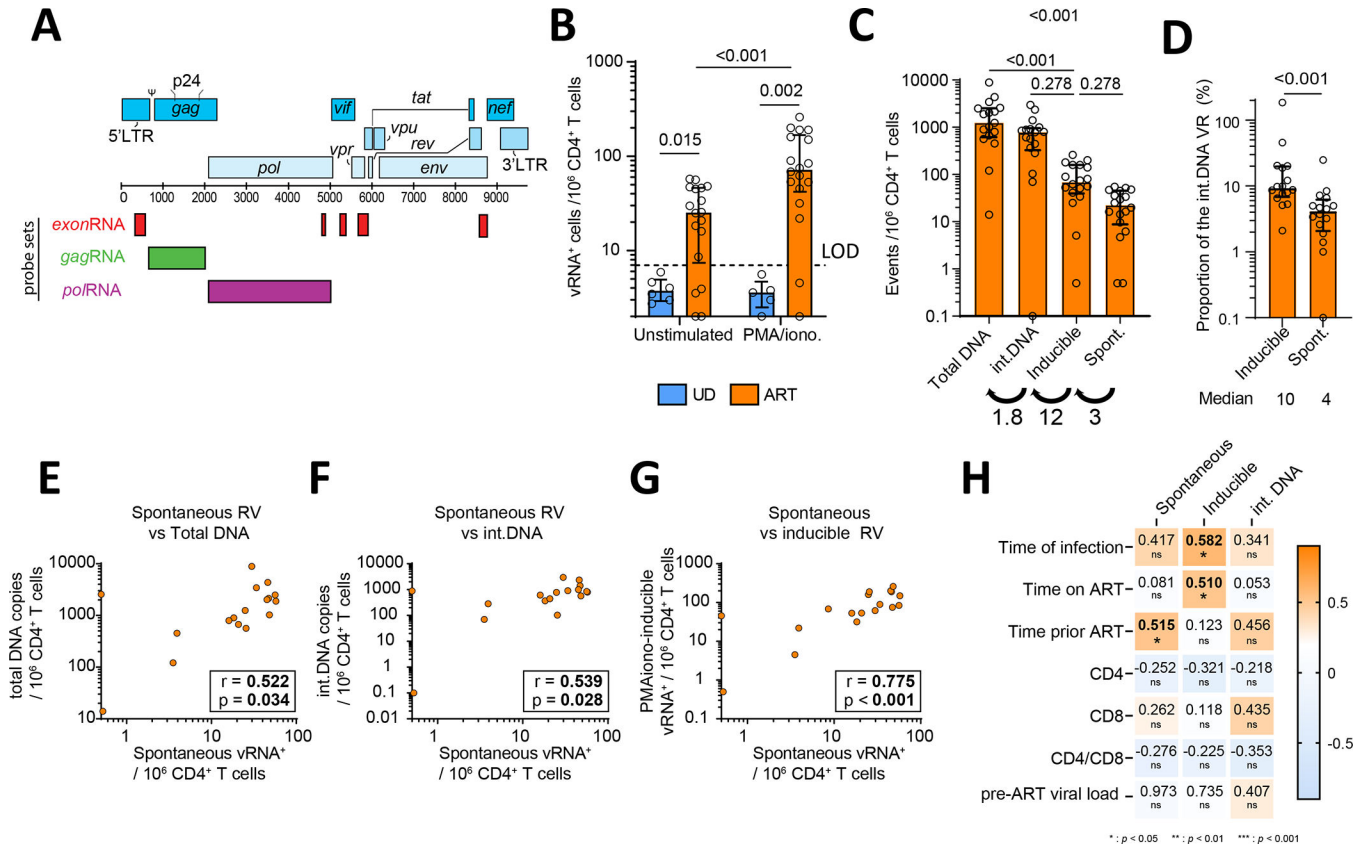 A
ψ
p24
gag
5'LTR
vif
tat
nef
vpu
rev
vpr
pol
env
3'LTR
0 1000 2000 3000 4000 5000 6000 7000 8000 9000
probe sets
exonRNA
gagRNA
polRNA
B
vRNA⁺ cells /10⁶ CD4⁺ T cells
1000
100
10
<0.001
0.015
0.002
LOD
Unstimulated PMA/iono.
UD ART
C
<0.001
<0.001
0.278 0.278
Events /10⁶ CD4⁺ T cells
10000
1000
100
10
1
0.1
Total DNA
int.DNA
Inducible
Spont.
1.8 12 3
D
Proportion of the int.DNA VR (%)
<0.001
100
10
1
0.1
Inducible
Spont.
Median 10 4
E
Spontaneous RV
vs Total DNA
total DNA copies
/ 10⁶ CD4⁺ T cells
10000
1000
100
10
r = 0.522
p = 0.034
1 10 100
Spontaneous vRNA⁺
/ 10⁶ CD4⁺ T cells
F
Spontaneous RV
vs int.DNA
int.DNA copies
/ 10⁶ CD4⁺ T cells
10000
1000
100
10
1
0.1
0.01
r = 0.539
p = 0.028
1 10 100
Spontaneous vRNA⁺
/ 10⁶ CD4⁺ T cells
G
Spontaneous
vs inducible RV
PMAiono-inducible
vRNA⁺ / 10⁶ CD4⁺ T cells
10000
1000
100
10
1
0.1
r = 0.775
p < 0.001
1 10 100
Spontaneous vRNA⁺
/ 10⁶ CD4⁺ T cells
H
Spontaneous
Inducible
int. DNA
Time of infection 0.417 ns 0.582 * 0.341 ns
Time on ART 0.081 ns 0.510 * 0.053 ns
Time prior ART 0.515 * 0.123 ns 0.456 ns
CD4 -0.252 ns -0.321 ns -0.218 ns
CD8 0.262 ns 0.118 ns 0.435 ns
CD4/CD8 -0.276 ns -0.225 ns -0.353 ns
pre-ART viral load 0.973 ns 0.735 ns 0.407 ns
0.5
0
-0.5
* : p < 0.05 ** : p < 0.01 *** : p < 0.001